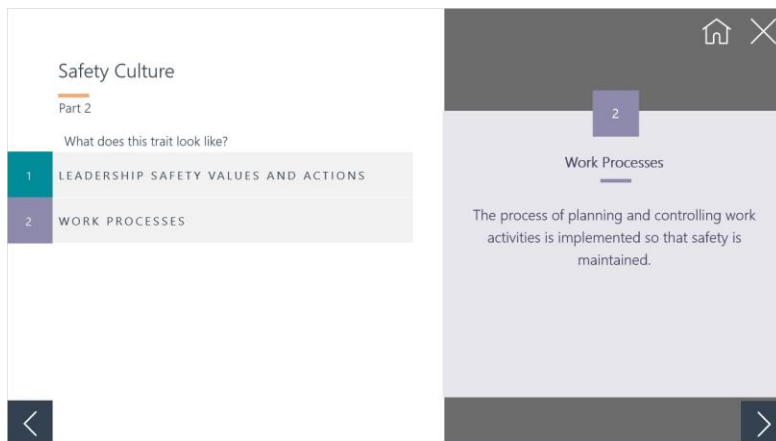 Safety Culture
Part 2
What does this trait look like?
1 LEADERSHIP SAFETY VALUES AND ACTIONS
2 WORK PROCESSES
2
Work Processes
The process of planning and controlling work
activities is implemented so that safety is
maintained.